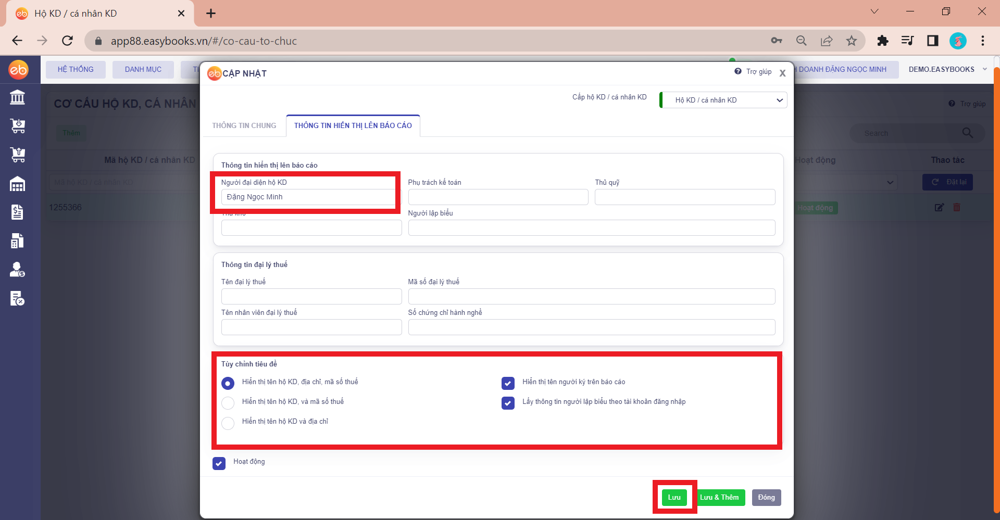 Hộ KD / cá nhân KD
app88.easybooks.vn/#/co-cau-to-chuc
eb
HỆ THỐNG
DANH MỤC
DOANH ĐẶNG NGỌC MINH
DEMO.EASYBOOKS
CƠ CẤU HỘ KD, CÁ NHÂN
Trợ giúp
Thêm
Search
Mã hộ KD / cá nhân KD
Hoạt động
Thao tác
Mã hộ KD / cá nhân KD
Đặt lại
1255366
Hoạt động
eb
CẬP NHẬT
Trợ giúp
X
Cấp hộ KD / cá nhân KD
Hộ KD / cá nhân KD
THÔNG TIN CHUNG
THÔNG TIN HIỂN THỊ LÊN BÁO CÁO
Thông tin hiển thị lên báo cáo
Người đại diện hộ KD
Phụ trách kế toán
Thủ quỹ
Đặng Ngọc Minh
Thủ kho
Người lập biểu
Thông tin đại lý thuế
Tên đại lý thuế
Mã số đại lý thuế
Tên nhân viên đại lý thuế
Số chứng chỉ hành nghề
Tùy chỉnh tiêu đề
Hiển thị tên hộ KD, địa chỉ, mã số thuế
Hiển thị tên người ký trên báo cáo
Hiển thị tên hộ KD, và mã số thuế
Lấy thông tin người lập biểu theo tài khoản đăng nhập
Hiển thị tên hộ KD và địa chỉ
Hoạt động
Lưu
Lưu & Thêm
Đóng